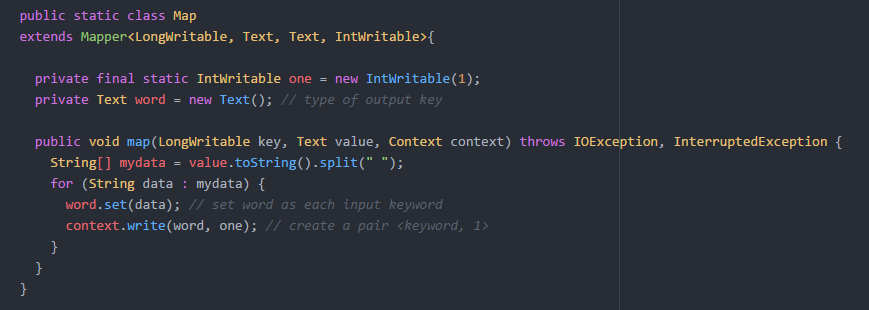 public static class Map
extends Mapper<LongWritable, Text, Text, IntWritable>{
private final static IntWritable one = new IntWritable(1);
private Text word = new Text(); // type of output key
public void map(LongWritable key, Text value, Context context) throws IOException, InterruptedException {
String[] mydata = value.toString().split(" ");
for (String data : mydata) {
word.set(data); // set word as each input keyword
context.write(word, one); // create a pair <keyword, 1>
}
}
}